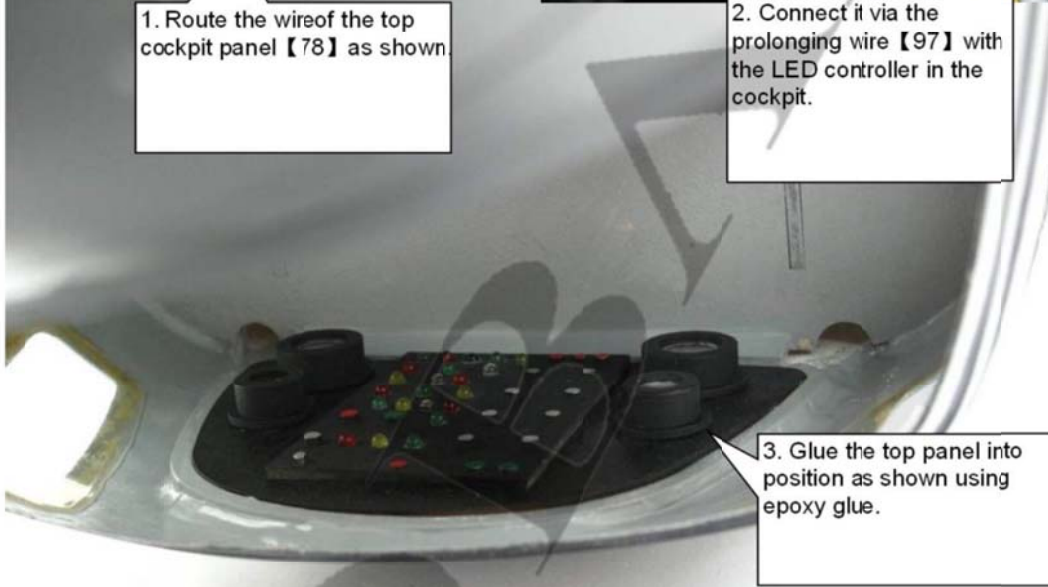 1. Route the wireof the top
cockpit panel【78】as shown.
2. Connect it via the
prolonging wire【97】with
the LED controller in the
cockpit.
3. Glue the top panel into
position as shown using
epoxy glue.